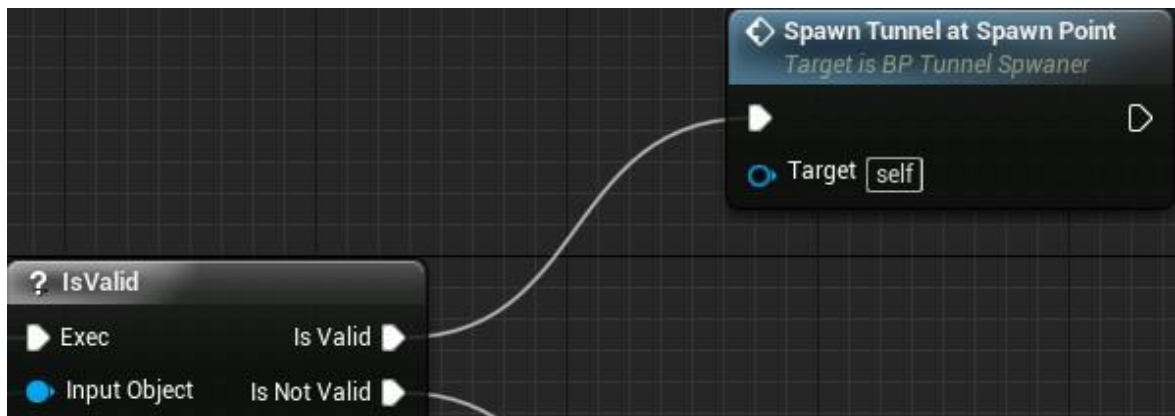 Spawn Tunnel at Spawn Point
Target is BP Tunnel Spwaner
Target self
? IsValid
Exec Is Valid
Input Object Is Not Valid